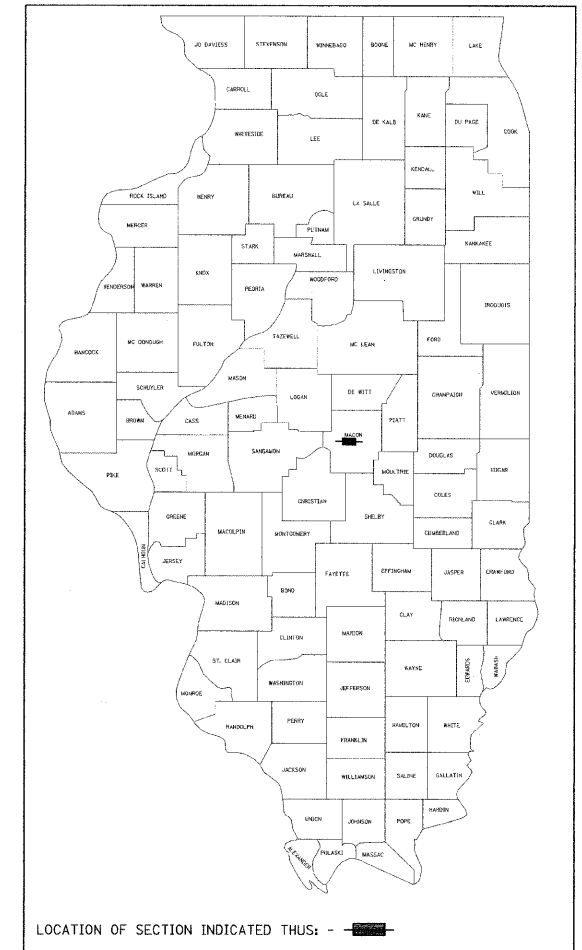 JO DAVIESS STEVENSON WINNEBAGO BOONE MC HENRY LAKE
CARROLL OGLE DE KALB KANE DU PAGE COOK
WHEYESIDE LEE
KENDALL WILL
ROCK ISLAND HENRY BUREAU LA SALLE GRUNDY
MERCER PUTNAM KANKAKEE
STARK MARSHALL
KNOX PEORIA WOODFORD LIVINGSTON IROQUOIS
HENDERSON WARREN
HANCOCK MC DONOUGH FULTON TAZEWELL MC LEAN FORD
SCHUYLER MASON LOGAN DE WITT CHAMPAION VERMOLION
ADAMS BROWN CASS MENARD PIATT
MACON
MORGAN SANGAMON DOUGLAS EDGAR
PIKE SCOTT MOULTRIE COLES
CHRISTIAN SHELBY
GREENE MACOLPIN MONTGOMERY CUMBERLAND CLARK
CALHOUN JERSEY
FAYETTE EFFINGHAM JASPER CRAWFORD
MADISON BOND
CLAY RICHLAND LAWRENCE
CLINTON MARION
ST. CLAIR WAYNE EDWARDS WABASH
MONROE WASHINGTON JEFFERSON
RANDOLPH PERRY HAMILTON WHITE
FRANKLIN
JACKSON WILLIAMSON SALINE GALLATIN
UNION JOHNSON POPE HARDIN
ALEXANDER PULASKI MASSAC
LOCATION OF SECTION INDICATED THUS: -